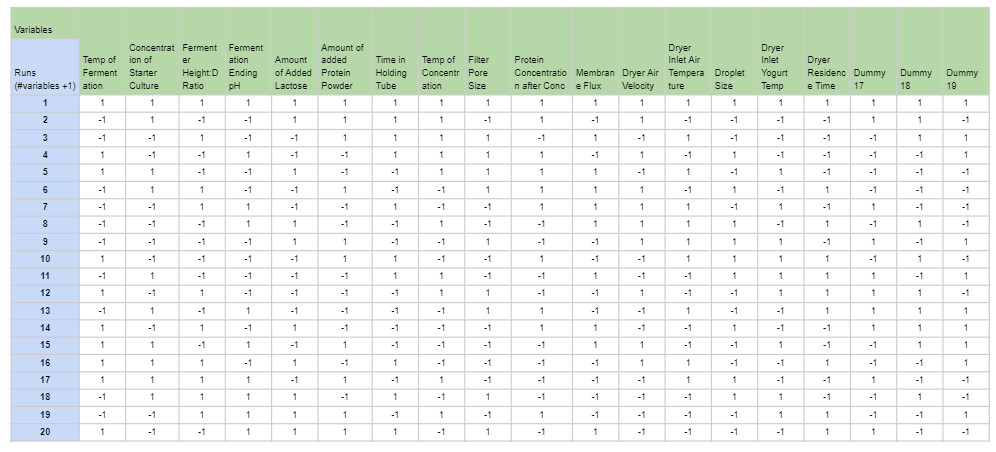 Variables
Runs
(#variables +1)
Temp of
Ferment
ation
Concentrat
ion of
Starter
Culture
Ferment
er
Height:D
Ratio
Ferment
ation
Ending
pH
Amount
of Added
Lactose
Amount of
added
Protein
Powder
Time in
Holding
Tube
Temp of
Concentr
ation
Filter
Pore
Size
Protein
Concentratio
n after Conc
Membran
e Flux
Dryer Air
Velocity
Dryer
Inlet Air
Tempera
ture
Droplet
Size
Dryer
Inlet
Yogurt
Temp
Dryer
Residenc
e Time
Dummy
17
Dummy
18
Dummy
19
1 1 1 1 1 1 1 1 1 1 1 1 1 1 1 1 1 1 1 1
2 -1 1 -1 -1 1 1 1 1 -1 1 -1 1 -1 -1 -1 -1 1 1 -1
3 -1 -1 1 -1 -1 1 1 1 1 -1 1 -1 1 -1 -1 -1 -1 1 1
4 1 -1 -1 1 -1 -1 1 1 1 1 -1 1 -1 1 -1 -1 -1 -1 1
5 1 1 -1 -1 1 -1 -1 1 1 1 1 -1 1 -1 1 -1 -1 -1 -1
6 -1 1 1 -1 -1 1 -1 -1 1 1 1 1 -1 1 -1 1 -1 -1 -1
7 -1 -1 1 1 -1 -1 1 -1 -1 1 1 1 1 -1 1 -1 1 -1 -1
8 -1 -1 -1 1 1 -1 -1 1 -1 -1 1 1 1 1 -1 1 -1 1 -1
9 -1 -1 -1 -1 1 1 -1 -1 1 -1 -1 1 1 1 1 -1 1 -1 1
10 1 -1 -1 -1 -1 1 1 -1 -1 1 -1 -1 1 1 1 1 -1 1 -1
11 -1 1 -1 -1 -1 -1 1 1 -1 -1 1 -1 -1 1 1 1 1 -1 1
12 1 -1 1 -1 -1 -1 -1 1 1 -1 -1 1 -1 -1 1 1 1 1 -1
13 -1 1 -1 1 -1 -1 -1 -1 1 1 -1 -1 1 -1 -1 1 1 1 1
14 1 -1 1 -1 1 -1 -1 -1 -1 1 1 -1 -1 1 -1 -1 1 1 1
15 1 1 -1 1 -1 1 -1 -1 -1 -1 1 1 -1 -1 1 -1 -1 1 1
16 1 1 1 -1 1 -1 1 -1 -1 -1 -1 1 1 -1 -1 1 -1 -1 1
17 1 1 1 1 -1 1 -1 1 -1 -1 -1 -1 1 1 -1 -1 1 -1 -1
18 -1 1 1 1 1 -1 1 -1 1 -1 -1 -1 -1 1 1 -1 -1 1 -1
19 -1 -1 1 1 1 1 -1 1 -1 1 -1 -1 -1 -1 1 1 -1 -1 1
20 1 -1 -1 1 1 1 1 -1 1 -1 1 -1 -1 -1 -1 1 1 -1 -1